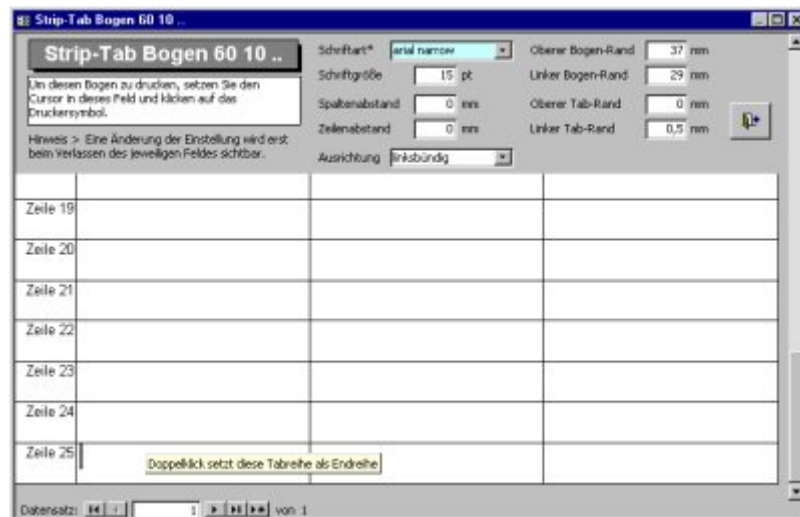 Strip-Tab Bogen 60 10 ..
Strip-Tab Bogen 60 10 ..
Um diesen Bogen zu drucken, setzen Sie den
Cursor in dieses Feld und klicken auf das
Druckersymbol.
Hinweis > Eine Änderung der Einstellung wird erst
beim Verlassen des jeweiligen Feldes sichtbar.
Schriftart* arial narrow
Schriftgröße 15 pt
Spaltenabstand 0 mm
Zeilenabstand 0 mm
Ausrichtung linksbündig
Oberer Bogen-Rand 37 mm
Linker Bogen-Rand 29 mm
Oberer Tab-Rand 0 mm
Linker Tab-Rand 0,5 mm
Zeile 19
Zeile 20
Zeile 21
Zeile 22
Zeile 23
Zeile 24
Zeile 25
Doppelklick setzt diese Tabreihe als Endreihe
Datensatz: 1 von 1